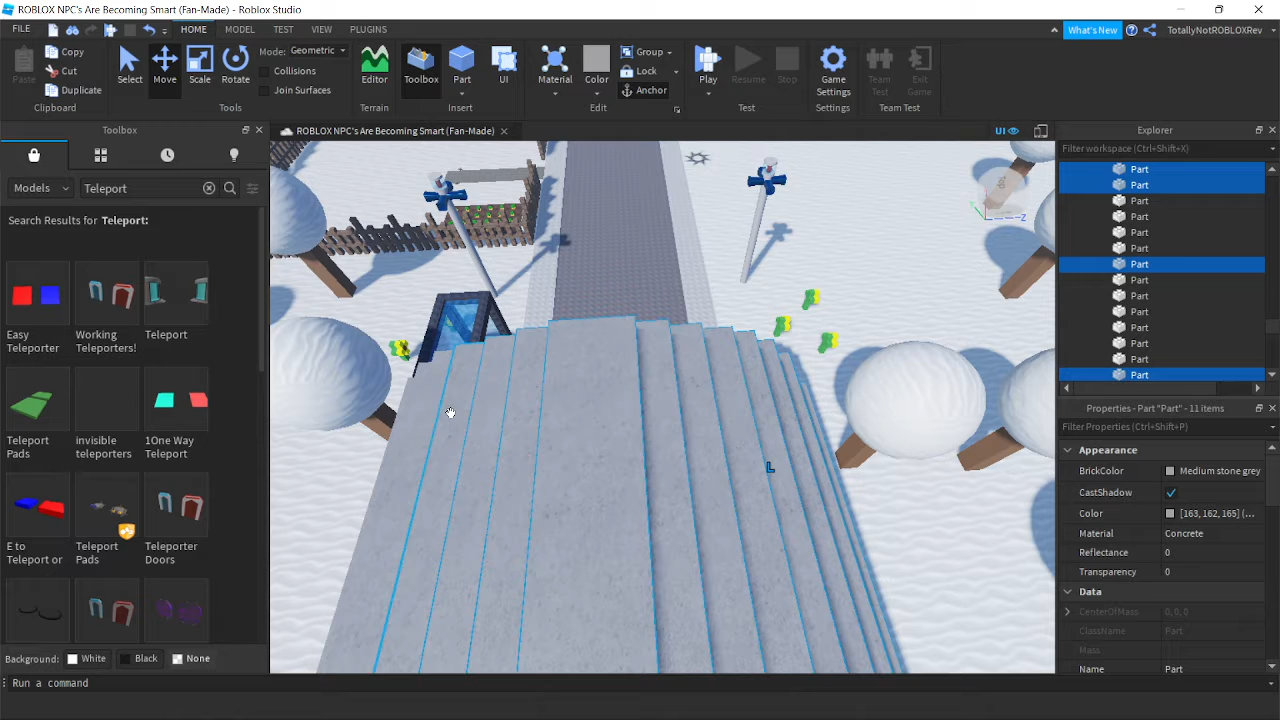 ROBLOX NPC's Are Becoming Smart (Fan-Made) - Roblox Studio
FILE
HOME
MODEL
TEST
VIEW
PLUGINS
What's New
TotallyNotROBLOXRev
Paste
Copy
Cut
Duplicate
Clipboard
Select
Move
Scale
Rotate
Mode: Geometric
Collisions
Join Surfaces
Tools
Editor
Terrain
Toolbox
Part
UI
Insert
Material
Color
Group
Lock
Anchor
Edit
Play
Resume
Stop
Test
Game
Settings
Settings
Team
Test
Exit
Game
Team Test
Toolbox
Models
Teleport
Search Results for Teleport:
Easy
Teleporter
Working
Teleporters!
Teleport
Teleport
Pads
invisible
teleporters
1One Way
Teleport
E to
Teleport or
Teleport
Pads
Teleporter
Doors
Background:
White
Black
None
Run a command
ROBLOX NPC's Are Becoming Smart (Fan-Made)
UI
Y
Z
L
Explorer
Filter workspace (Ctrl+Shift+X)
Part
Part
Part
Part
Part
Part
Part
Part
Part
Part
Part
Part
Part
Part
Properties - Part "Part" - 11 items
Filter Properties (Ctrl+Shift+P)
Appearance
BrickColor Medium stone grey
CastShadow
Color [163, 162, 165] (...
Material Concrete
Reflectance 0
Transparency 0
Data
CenterOfMass 0, 0, 0
ClassName Part
Mass
Name Part